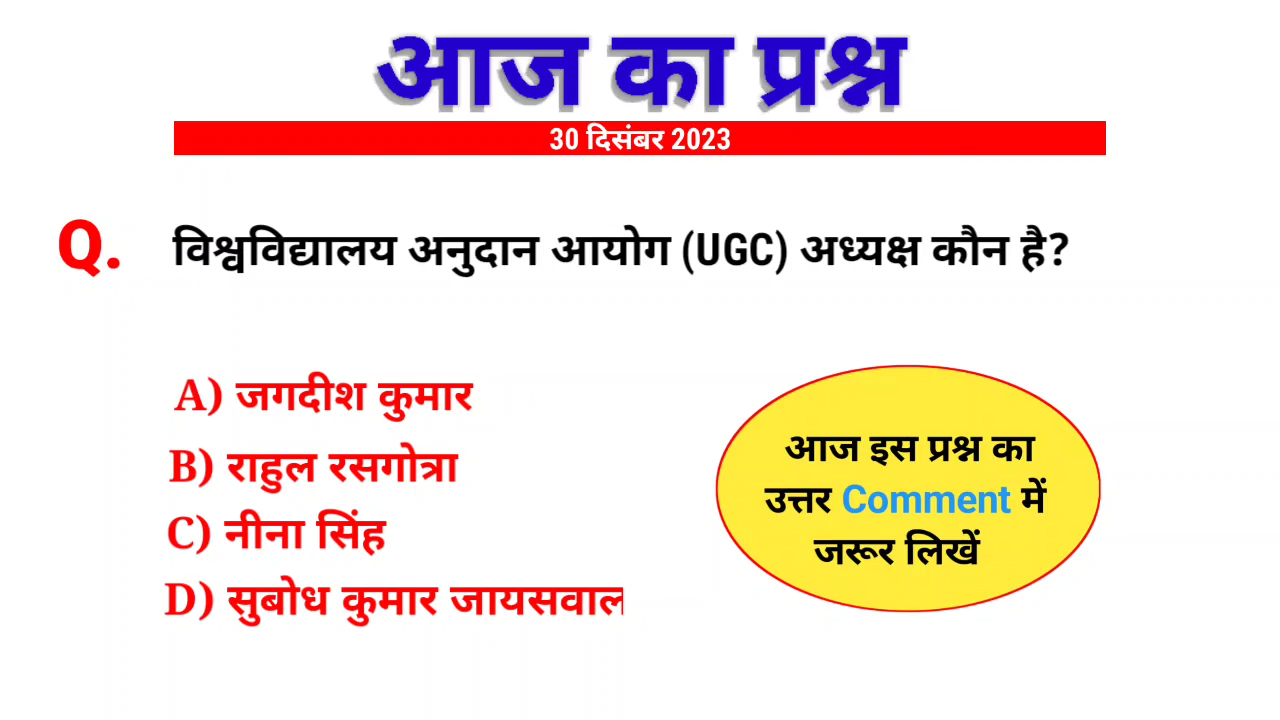 आज का प्रश्न
30 दिसंबर 2023
Q. विश्वविद्यालय अनुदान आयोग (UGC) अध्यक्ष कौन है?
A) जगदीश कुमार
B) राहुल रसगोत्रा
C) नीना सिंह
D) सुबोध कुमार जायसवाल
आज इस प्रश्न का
उत्तर Comment में
जरूर लिखें